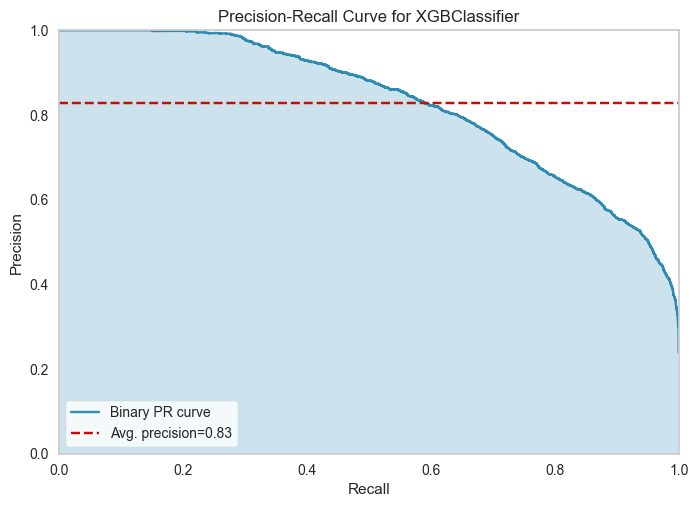 Precision-Recall Curve for XGBClassifier
1.0
0.8
0.6
0.4
0.2
0.0
Precision
Binary PR curve
Avg. precision=0.83
0.0 0.2 0.4 0.6 0.8 1.0
Recall